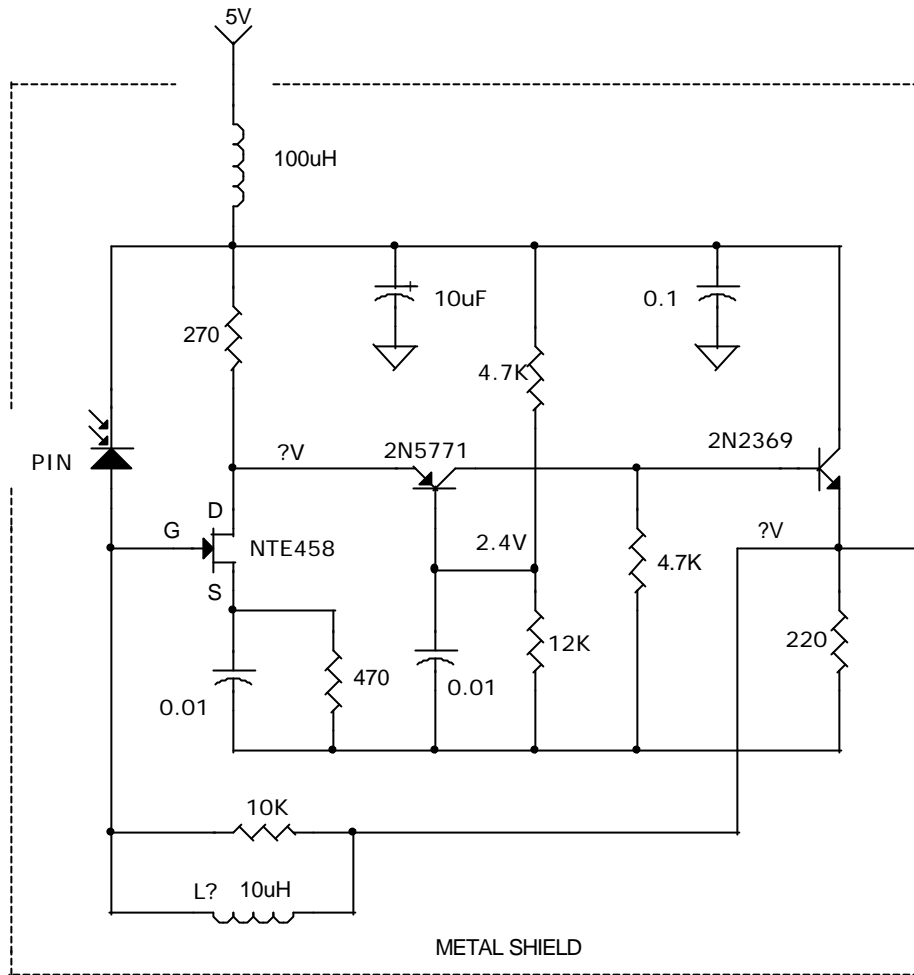 5V
100uH
270
10uF
+
4.7K
0.1
PIN
?V
2N5771
2N2369
D
G
NTE458
2.4V
?V
S
4.7K
0.01
470
0.01
12K
220
10K
L? 10uH
METAL SHIELD